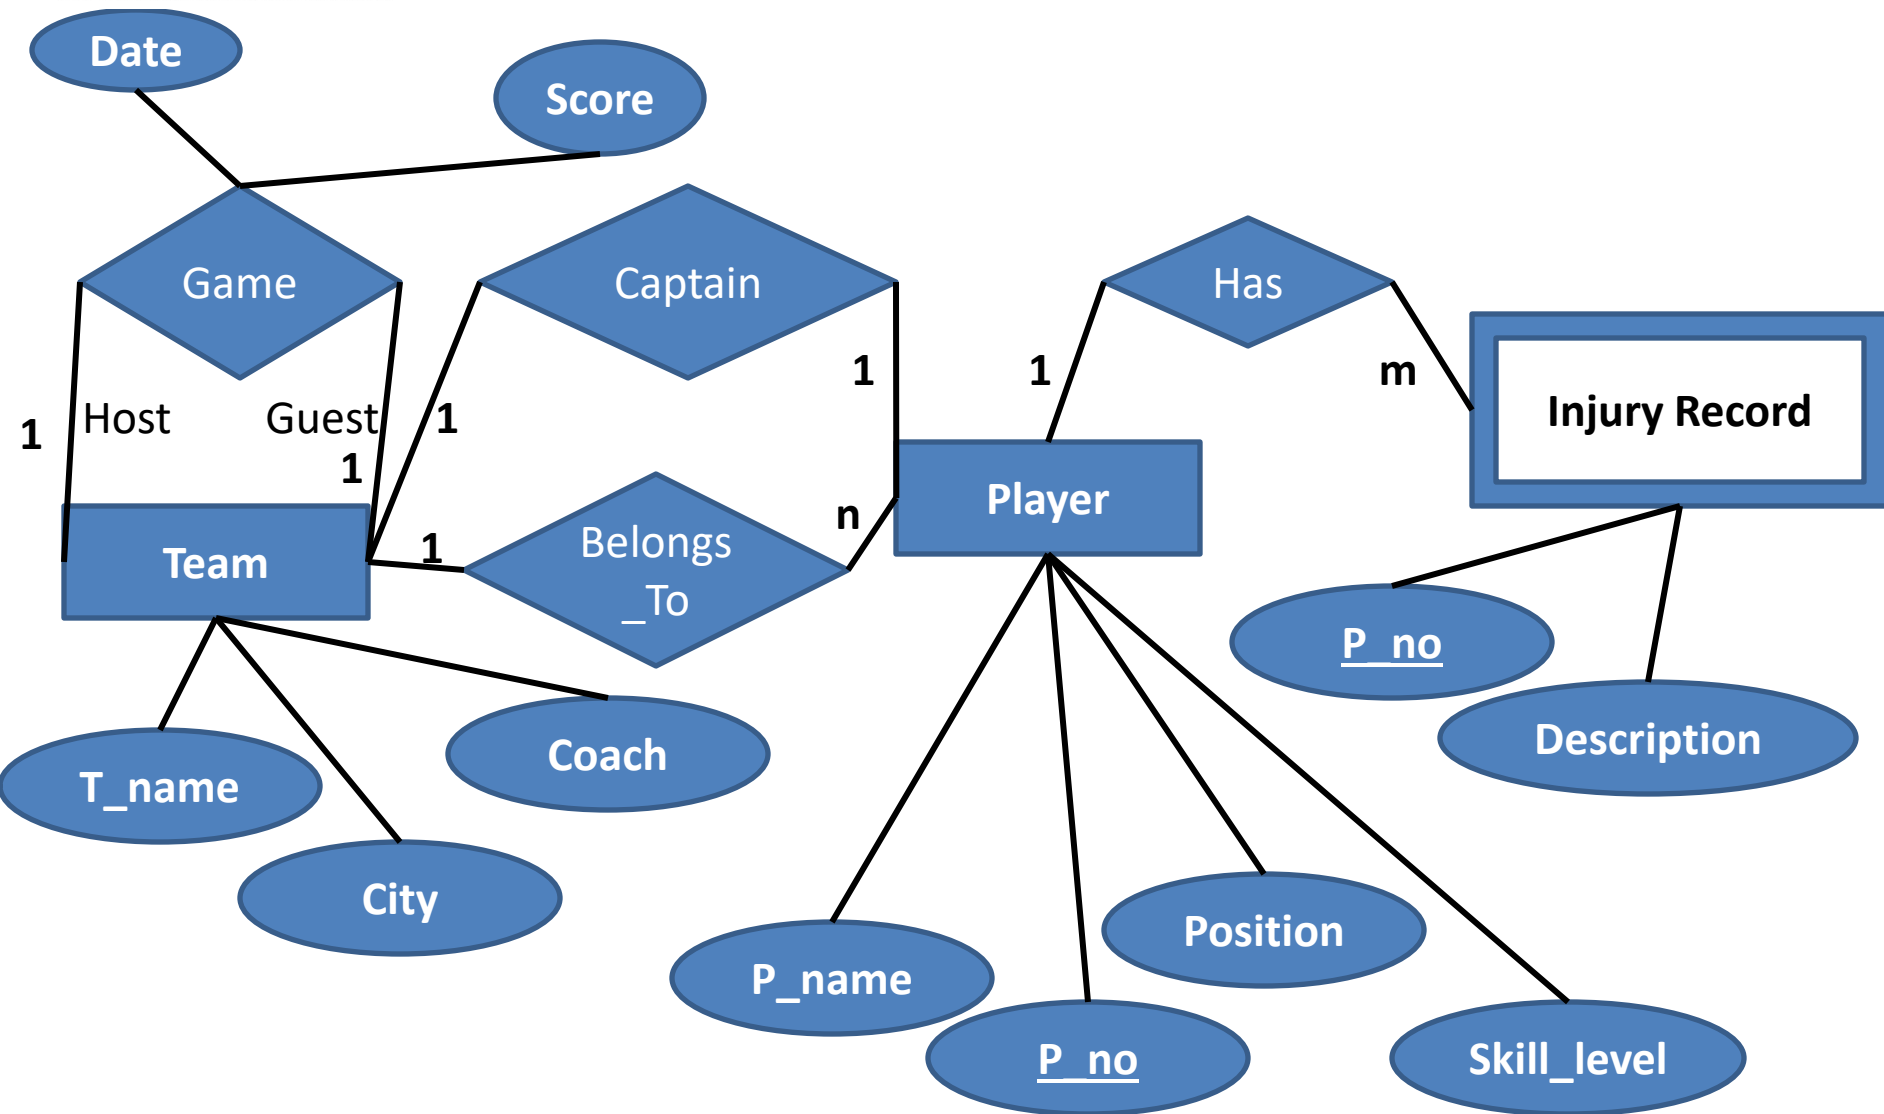 Date
Score
Game
Captain
Has
1
1
m
Host
Guest
1
1
1
Injury Record
Player
n
Belongs
_To
1
Team
P_no
Description
Coach
T_name
City
Position
P_name
P_no
Skill_level